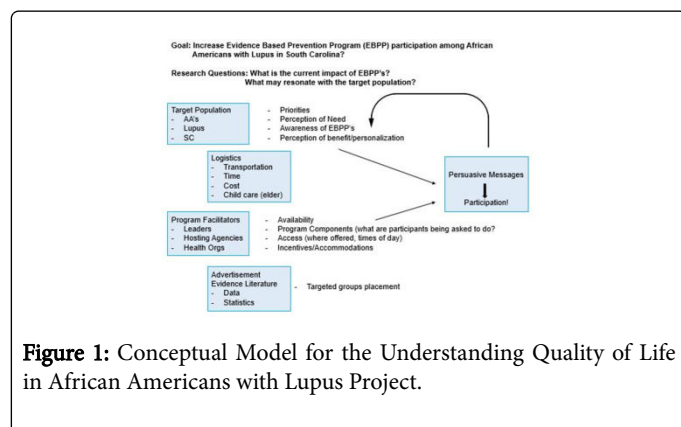 Goal: Increase Evidence Based Prevention Program (EBPP) participation among African
Americans with Lupus in South Carolina?
Research Questions: What is the current impact of EBPP's?
What may resonate with the target population?
Target Population
- AA's
- Lupus
- SC
- Priorities
- Perception of Need
- Awareness of EBPP's
- Perception of benefit/personalization
Logistics
- Transportation
- Time
- Cost
- Child care (elder)
Persuasive Messages
Participation!
Program Facilitators
- Leaders
- Hosting Agencies
- Health Orgs
- Availability
- Program Components (what are participants being asked to do?
- Access (where offered, times of day)
- Incentives/Accommodations
Advertisement
Evidence Literature
- Data
- Statistics
- Targeted groups placement
Figure 1: Conceptual Model for the Understanding Quality of Life
in African Americans with Lupus Project.